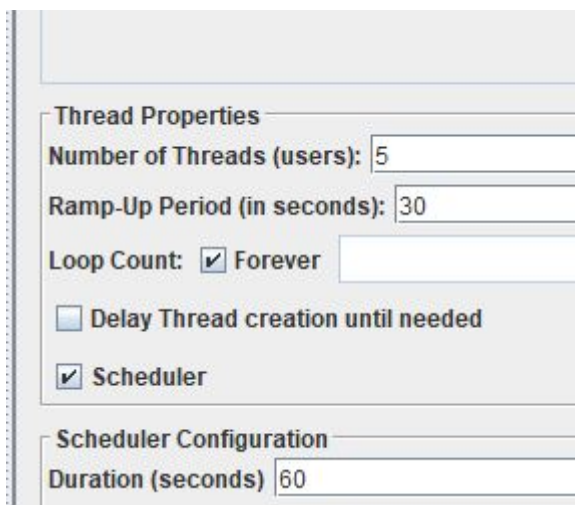 Thread Properties
Number of Threads (users): 5
Ramp-Up Period (in seconds): 30
Loop Count: Forever
Delay Thread creation until needed
Scheduler
Scheduler Configuration
Duration (seconds) 60